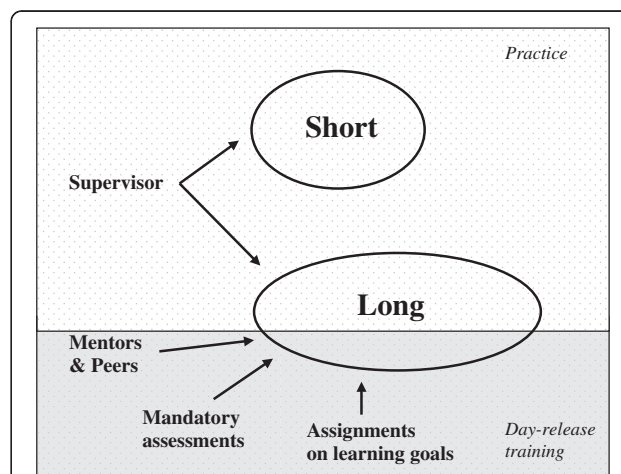 Practice
Short
Supervisor
Long
Mentors
& Peers
Mandatory
assessments
Assignments
on learning goals
Day-release
training